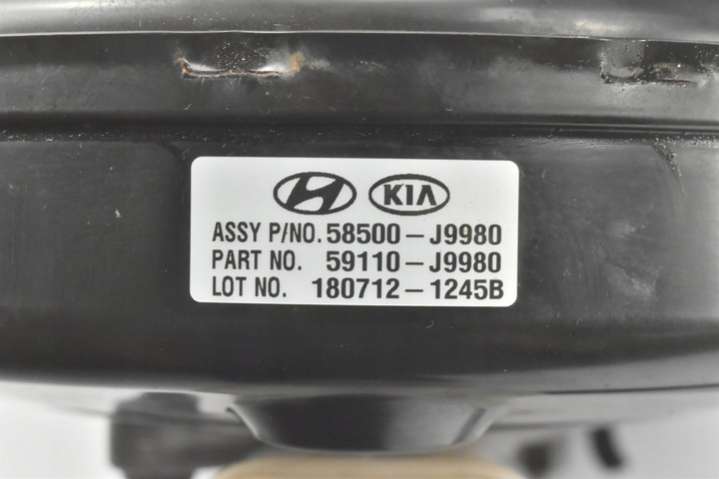 KIA
ASSY P/NO. 58500-J9980
PART NO. 59110-J9980
LOT NO. 180712-1245B